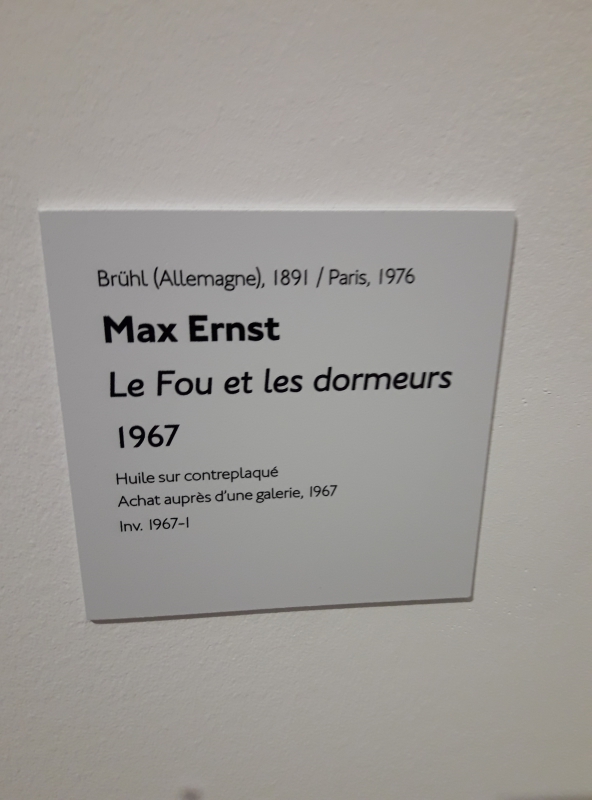 Brühl (Allemagne), 1891 / Paris, 1976
Max Ernst
Le Fou et les dormeurs
1967
Huile sur contreplaqué
Achat auprès d'une galerie, 1967
Inv. 1967-1